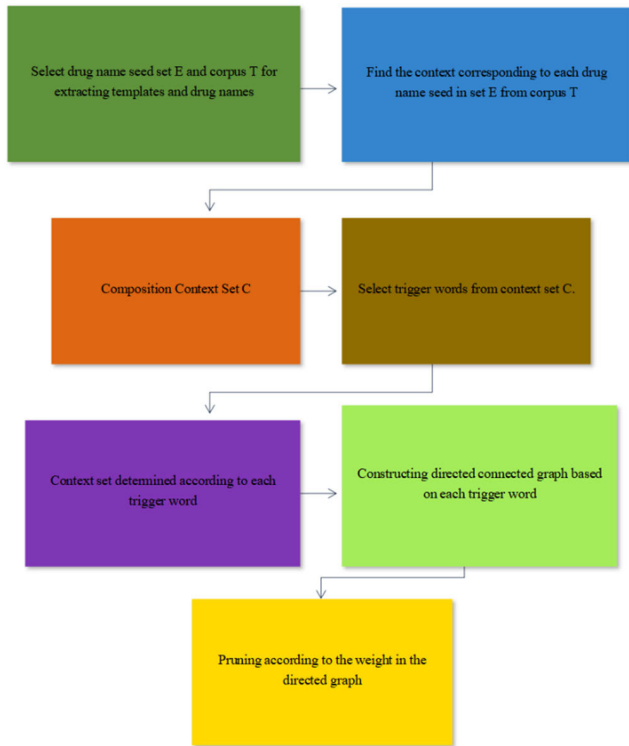 Select drug name seed set E and corpus T for
extracting templates and drug names
Find the context corresponding to each drug
name seed in set E from corpus T
Composition Context Set C
Select trigger words from context set C.
Context set determined according to each
trigger word
Constructing directed connected graph based
on each trigger word
Pruning according to the weight in the
directed graph